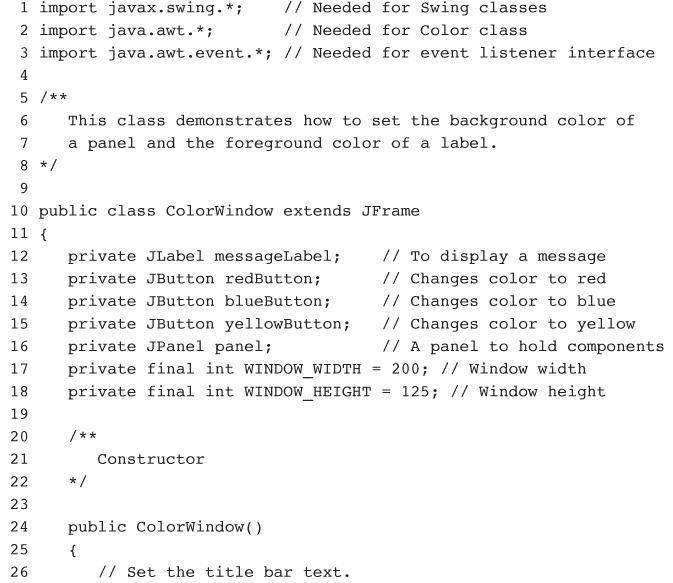 1 import javax.swing.*;    // Needed for Swing classes
2 import java.awt.*;       // Needed for Color class
3 import java.awt.event.*; // Needed for event listener interface
4
5 /**
6    This class demonstrates how to set the background color of
7    a panel and the foreground color of a label.
8 */
9
10 public class ColorWindow extends JFrame
11 {
12    private JLabel messageLabel;    // To display a message
13    private JButton redButton;      // Changes color to red
14    private JButton blueButton;     // Changes color to blue
15    private JButton yellowButton;   // Changes color to yellow
16    private JPanel panel;           // A panel to hold components
17    private final int WINDOW_WIDTH = 200; // Window width
18    private final int WINDOW_HEIGHT = 125; // Window height
19
20    /**
21       Constructor
22    */
23
24    public ColorWindow()
25    {
26       // Set the title bar text.